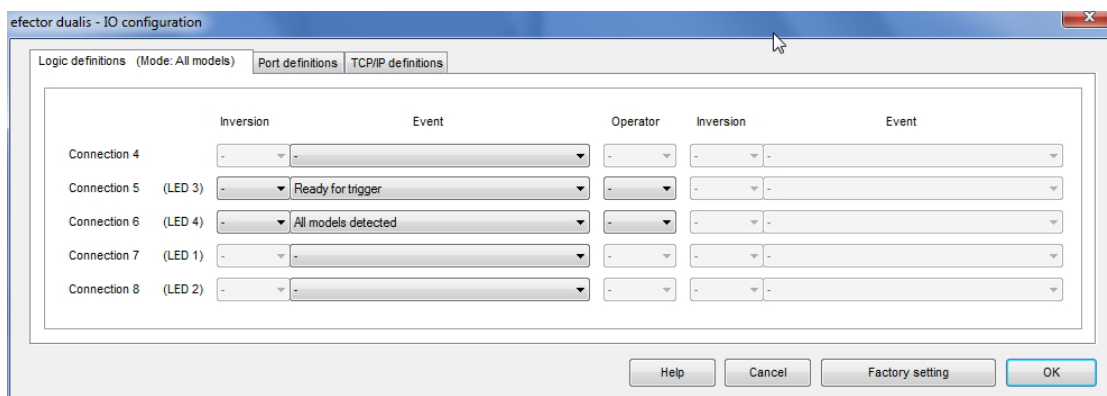 efector dualis - IO configuration
X
Logic definitions (Mode: All models) Port definitions TCP/IP definitions
Inversion Event Operator Inversion Event
Connection 4 - - - - -
Connection 5 (LED 3) - Ready for trigger - - -
Connection 6 (LED 4) - All models detected - - -
Connection 7 (LED 1) - - - - -
Connection 8 (LED 2) - - - - -
Help Cancel Factory setting OK